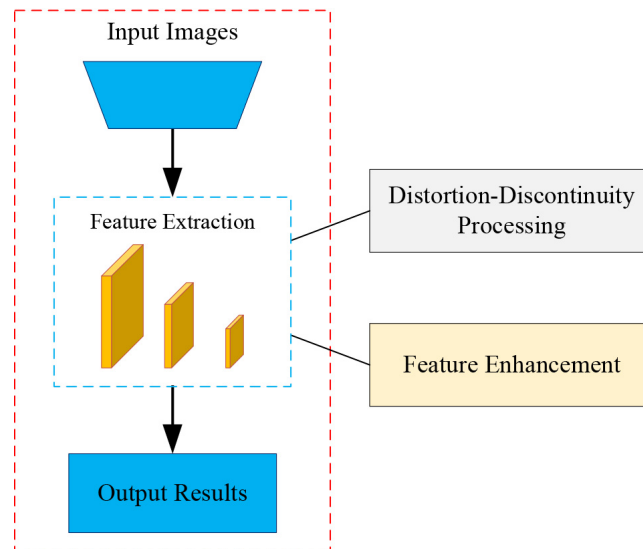 Input Images
Feature Extraction
Distortion-Discontinuity
Processing
Feature Enhancement
Output Results